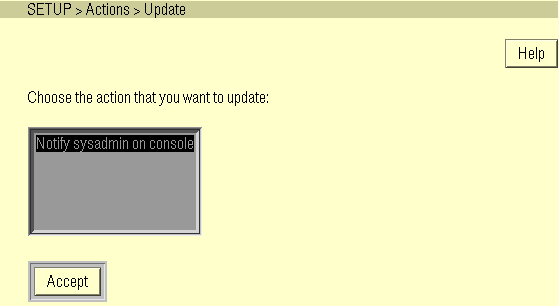 SETUP > Actions > Update
Help
Choose the action that you want to update:
Notify sysadmin on console
Accept